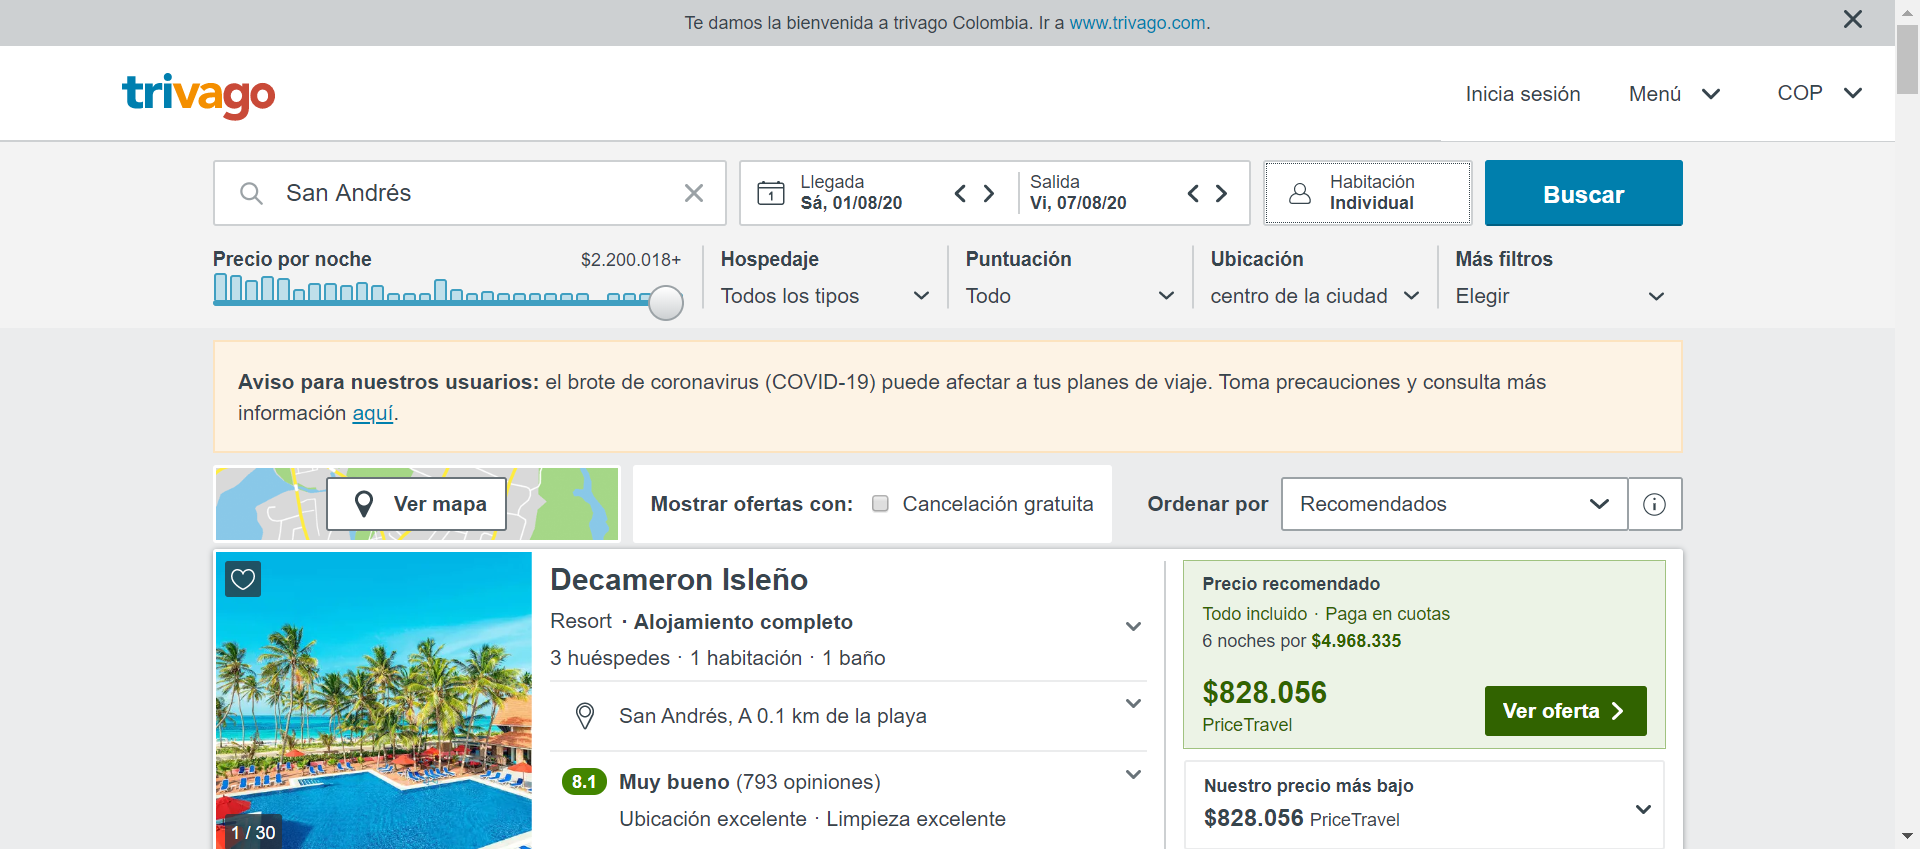 Te damos la bienvenida a trivago Colombia. Ir a www.trivago.com.
trivago
Inicia sesión
Menú
COP
San Andrés
1
Llegada
Sá, 01/08/20
Salida
Vi, 07/08/20
Habitación
Individual
Buscar
Precio por noche
$2.200.018+
Hospedaje
Todos los tipos
Puntuación
Todo
Ubicación
centro de la ciudad
Más filtros
Elegir
Aviso para nuestros usuarios: el brote de coronavirus (COVID-19) puede afectar a tus planes de viaje. Toma precauciones y consulta más
información aquí.
Ver mapa
Mostrar ofertas con:
Cancelación gratuita
Ordenar por
Recomendados
Decameron Isleño
Resort · Alojamiento completo
3 huéspedes · 1 habitación · 1 baño
San Andrés, A 0.1 km de la playa
8.1 Muy bueno (793 opiniones)
Ubicación excelente · Limpieza excelente
1 / 30
Precio recomendado
Todo incluido · Paga en cuotas
6 noches por $4.968.335
$828.056
PriceTravel
Ver oferta
Nuestro precio más bajo
$828.056 PriceTravel